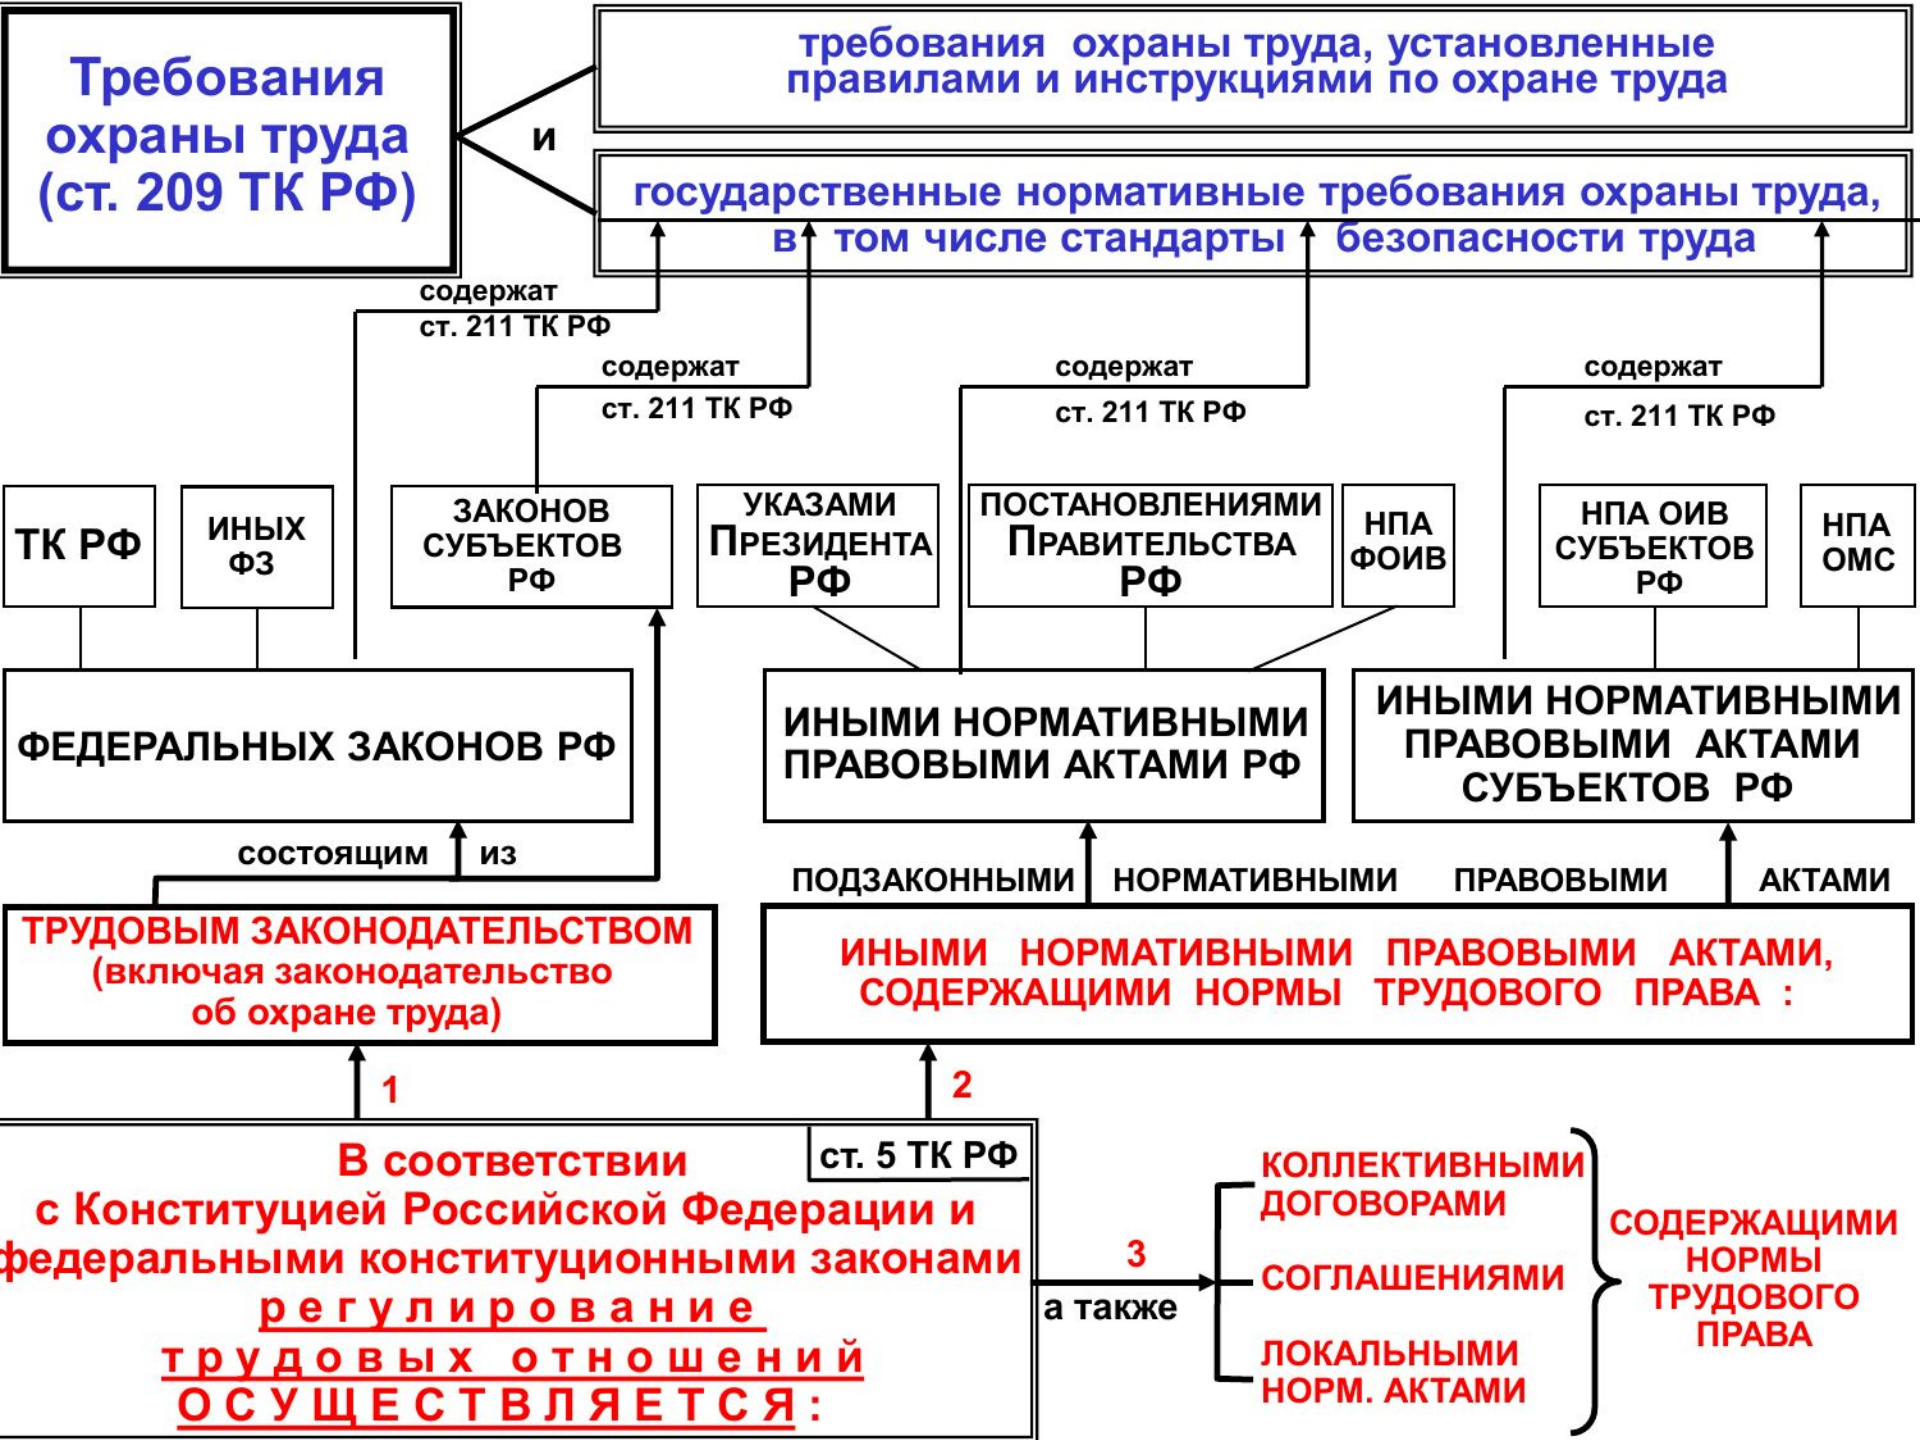 Требования
охраны труда
(ст. 209 ТК РФ)
и
требования охраны труда, установленные
правилами и инструкциями по охране труда
государственные нормативные требования охраны труда,
в том числе стандарты безопасности труда
содержат
ст. 211 ТК РФ
содержат
ст. 211 ТК РФ
содержат
ст. 211 ТК РФ
содержат
ст. 211 ТК РФ
ТК РФ
ИНЫХ
ФЗ
ЗАКОНОВ
СУБЪЕКТОВ
РФ
УКАЗАМИ
ПРЕЗИДЕНТА
РФ
ПОСТАНОВЛЕНИЯМИ
ПРАВИТЕЛЬСТВА
РФ
НПА
ФОИВ
НПА ОИВ
СУБЪЕКТОВ
РФ
НПА
ОМС
ФЕДЕРАЛЬНЫХ ЗАКОНОВ РФ
ИНЫМИ НОРМАТИВНЫМИ
ПРАВОВЫМИ АКТАМИ РФ
ИНЫМИ НОРМАТИВНЫМИ
ПРАВОВЫМИ АКТАМИ
СУБЪЕКТОВ РФ
состоящим из
ПОДЗАКОННЫМИ НОРМАТИВНЫМИ ПРАВОВЫМИ АКТАМИ
ТРУДОВЫМ ЗАКОНОДАТЕЛЬСТВОМ
(включая законодательство
об охране труда)
ИНЫМИ НОРМАТИВНЫМИ ПРАВОВЫМИ АКТАМИ,
СОДЕРЖАЩИМИ НОРМЫ ТРУДОВОГО ПРАВА :
1
2
ст. 5 ТК РФ
В соответствии
с Конституцией Российской Федерации и
федеральными конституционными законами
р е г у л и р о в а н и е
т р у д о в ы х о т н о ш е н и й
О С У Щ Е С Т В Л Я Е Т С Я :
3
а также
КОЛЛЕКТИВНЫМИ
ДОГОВОРАМИ
СОГЛАШЕНИЯМИ
ЛОКАЛЬНЫМИ
НОРМ. АКТАМИ
СОДЕРЖАЩИМИ
НОРМЫ
ТРУДОВОГО
ПРАВА